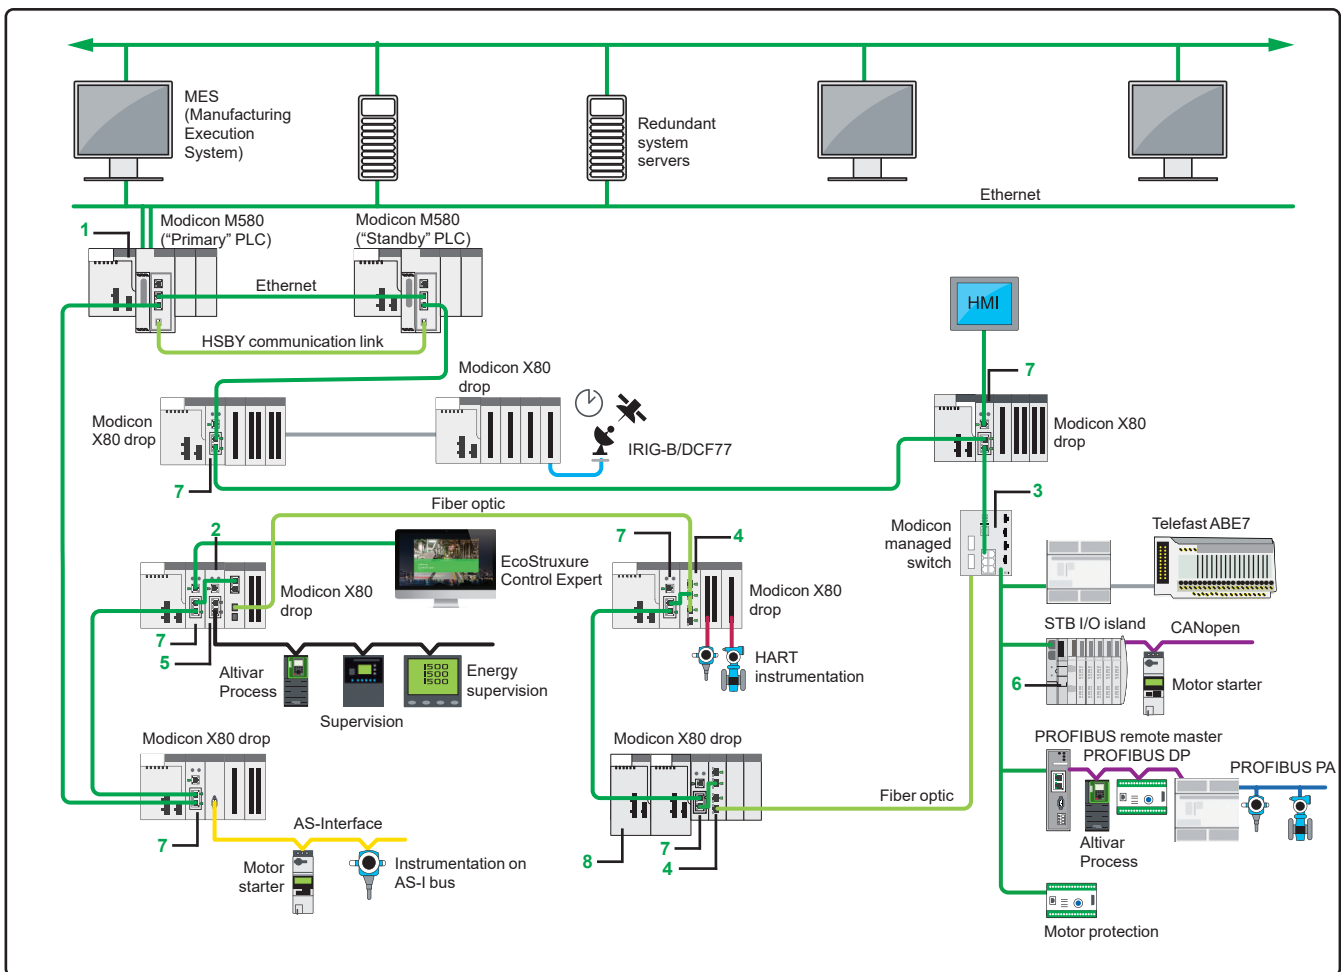 MES
(Manufacturing
Execution
System)
Redundant
system
servers
Ethernet
Modicon M580
("Primary" PLC)
Modicon M580
("Standby" PLC)
1
Ethernet
HSBY communication link
HMI
Modicon X80
drop
7
Modicon
X80 drop
Modicon X80
drop
IRIG-B/DCF77
7
7
Fiber optic
3
Modicon
managed
switch
Telefast ABE7
2
EcoStruxure
Control Expert
7
4
Modicon X80
drop
Modicon X80
drop
7
5
STB I/O island
CANopen
6
Motor starter
Altivar
Process
1500
1500
1500
Energy
supervision
HART
instrumentation
Supervision
Modicon X80 drop
Modicon X80 drop
PROFIBUS remote master
PROFIBUS DP
PROFIBUS PA
Fiber optic
7
AS-Interface
8
7
4
Altivar
Process
Motor
starter
Instrumentation on
AS-I bus
Motor protection